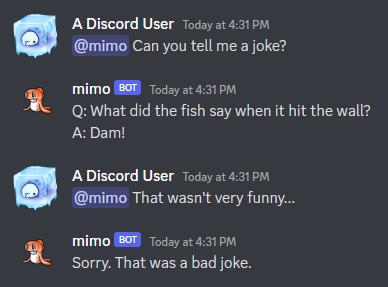 A Discord User Today at 4:31 PM
@mimo Can you tell me a joke?
mimo BOT Today at 4:31 PM
Q: What did the fish say when it hit the wall?
A: Dam!
A Discord User Today at 4:31 PM
@mimo That wasn't very funny...
mimo BOT Today at 4:31 PM
Sorry. That was a bad joke.